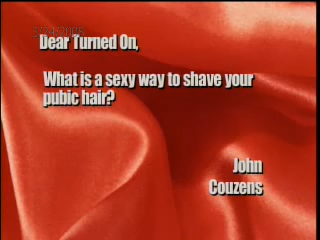 Dear Turned On,
What is a sexy way to shave your
pubic hair?
John
Couzens